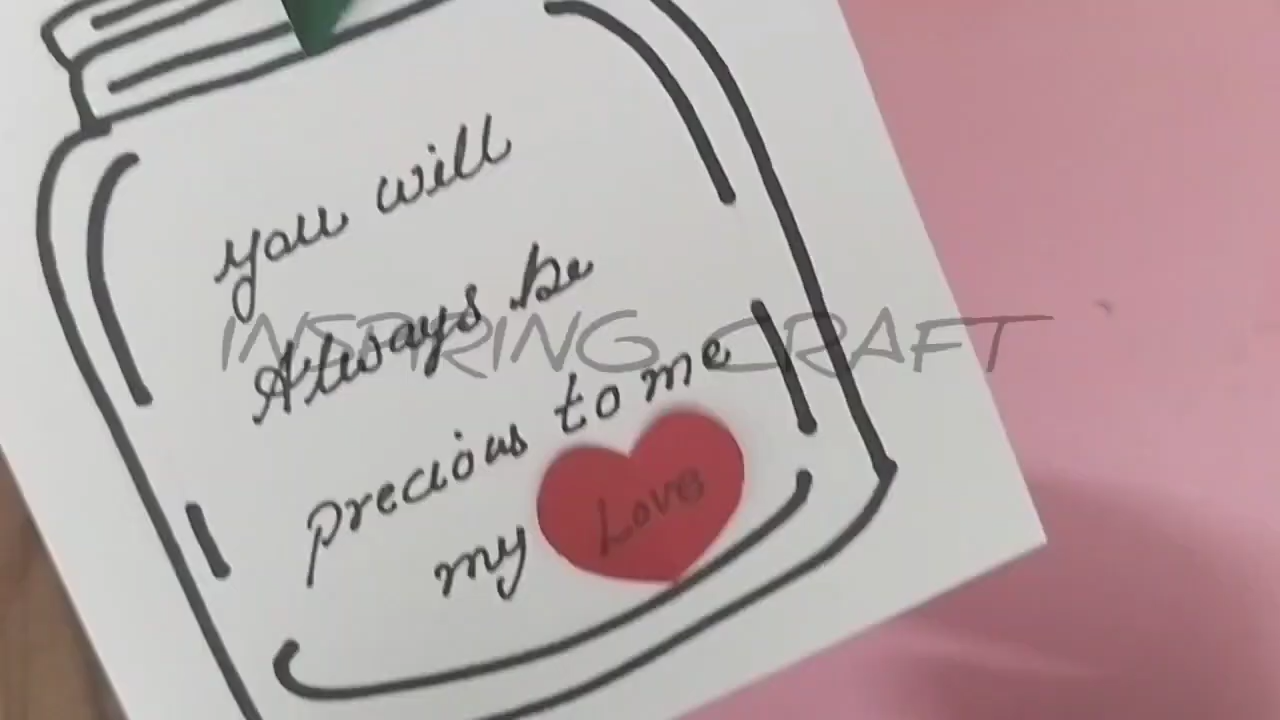 you will
Always be
precious to me
my Love
INSPIRING CRAFT